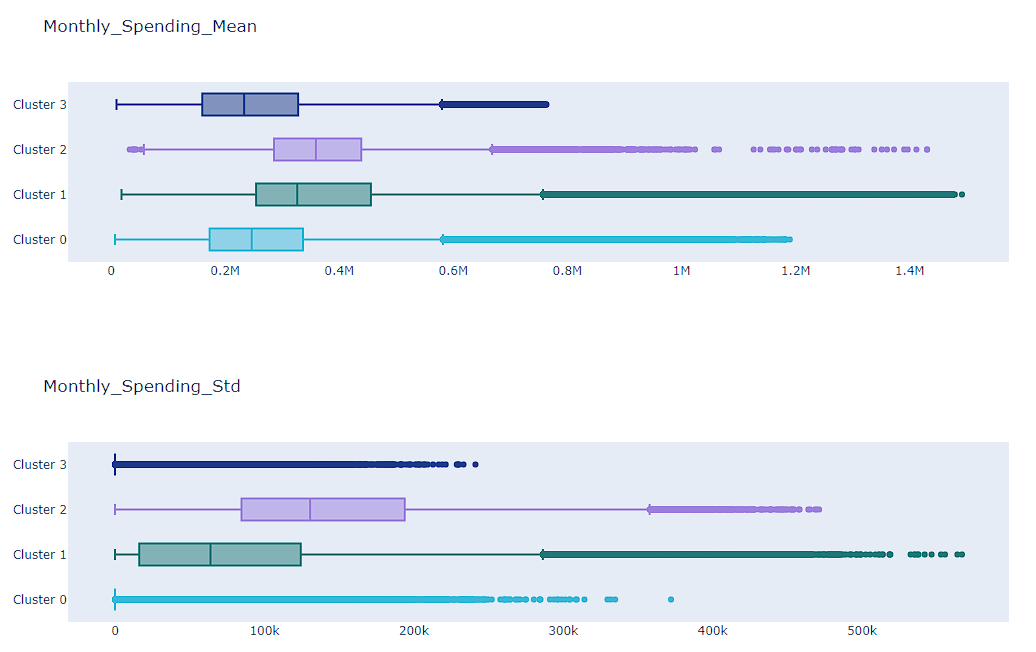 Monthly_Spending_Mean
Cluster 3
Cluster 2
Cluster 1
Cluster 0
0 0.2M 0.4M 0.6M 0.8M 1M 1.2M 1.4M
Monthly_Spending_Std
Cluster 3
Cluster 2
Cluster 1
Cluster 0
0 100k 200k 300k 400k 500k